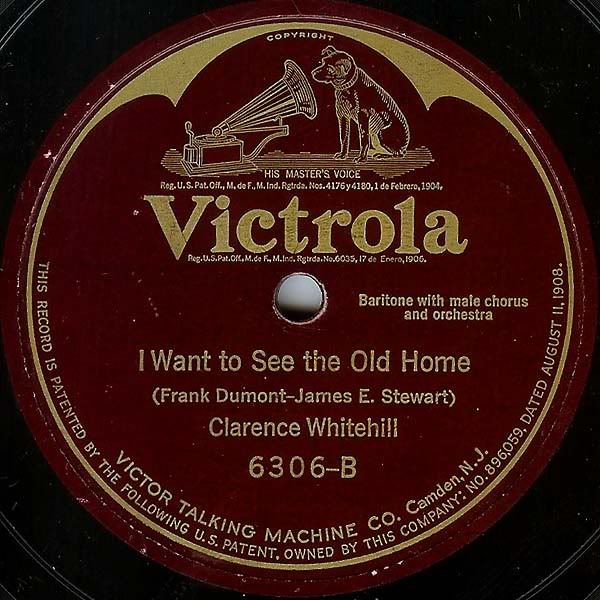 COPYRIGHT
"HIS MASTER'S VOICE"
Reg. U.S. Pat. Off., M. de F., M. Ind. Rgtrda. Nos. 4176 y 4180, 1 de Febrero, 1904.
Victrola
Reg. U.S. Pat. Off. M. de F., M. Ind. Rgtrda. No. 6035, 17 de Enero, 1906.
Baritone with male chorus
and orchestra
I Want to See the Old Home
(Frank Dumont–James E. Stewart)
Clarence Whitehill
6306–B
VICTOR TALKING MACHINE CO. Camden, N.J.
THIS RECORD IS PATENTED BY THE FOLLOWING U.S. PATENT, OWNED BY THIS COMPANY: NO. 896059, DATED AUGUST 11, 1908.